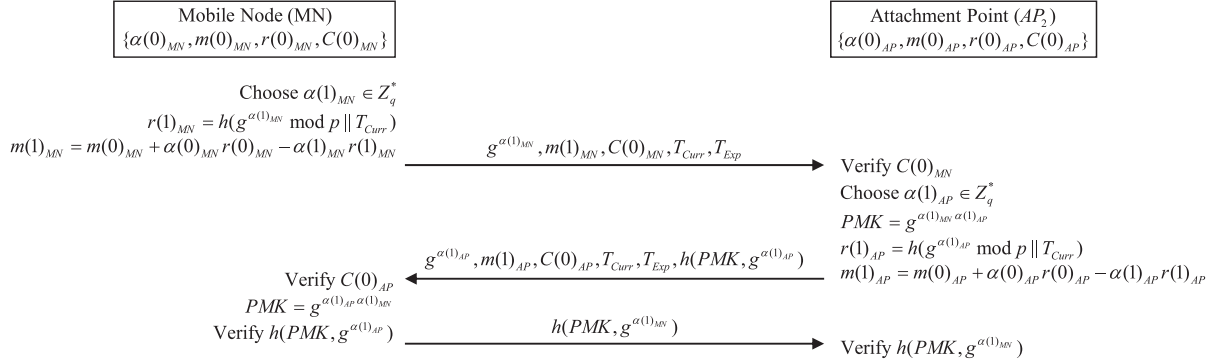 Mobile Node (MN)
{α(0)_MN, m(0)_MN, r(0)_MN, C(0)_MN}
Attachment Point (AP_2)
{α(0)_AP, m(0)_AP, r(0)_AP, C(0)_AP}
Choose α(1)_MN ∈ Z_q^*
r(1)_MN = h(g^{α(1)_MN} mod p || T_Curr)
m(1)_MN = m(0)_MN + α(0)_MN r(0)_MN − α(1)_MN r(1)_MN
g^{α(1)_MN}, m(1)_MN, C(0)_MN, T_Curr, T_Exp
Verify C(0)_MN
Choose α(1)_AP ∈ Z_q^*
PMK = g^{α(1)_MN α(1)_AP}
r(1)_AP = h(g^{α(1)_AP} mod p || T_Curr)
m(1)_AP = m(0)_AP + α(0)_AP r(0)_AP − α(1)_AP r(1)_AP
g^{α(1)_AP}, m(1)_AP, C(0)_AP, T_Curr, T_Exp, h(PMK, g^{α(1)_AP})
Verify C(0)_AP
PMK = g^{α(1)_AP α(1)_MN}
Verify h(PMK, g^{α(1)_AP})
h(PMK, g^{α(1)_MN})
Verify h(PMK, g^{α(1)_MN})